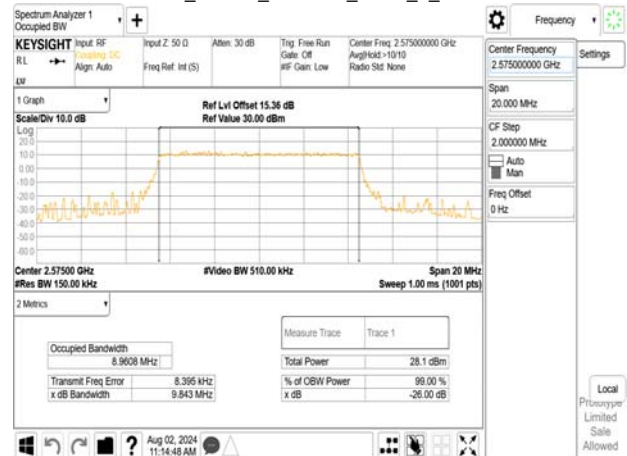 Spectrum Analyzer 1
Occupied BW
Frequency
KEYSIGHT
Input: RF
Coupling: DC
Align: Auto
Input Z: 50 Ω
Freq Ref: Int (S)
Atten: 30 dB
Trig: Free Run
Gate: Off
#IF Gain: Low
Center Freq: 2.575000000 GHz
Avg|Hold:>10/10
Radio Std: None
RL
LXI
Center Frequency
2.575000000 GHz
Settings
Span
20.000 MHz
CF Step
2.000000 MHz
Auto
Man
Freq Offset
0 Hz
1 Graph
Scale/Div 10.0 dB
Ref Lvl Offset 15.36 dB
Ref Value 30.00 dBm
Log
20.0
10.0
0.00
-10.0
-20.0
-30.0
-40.0
-50.0
-60.0
Center 2.57500 GHz
#Res BW 150.00 kHz
#Video BW 510.00 kHz
Span 20 MHz
Sweep 1.00 ms (1001 pts)
2 Metrics
Measure Trace Trace 1
Occupied Bandwidth
8.9608 MHz
Total Power 28.1 dBm
Transmit Freq Error 8.395 kHz
% of OBW Power 99.00 %
x dB Bandwidth 9.843 MHz
x dB -26.00 dB
Local
Prototype
Limited
Sale
Allowed
?
Aug 02, 2024
11:14:48 AM